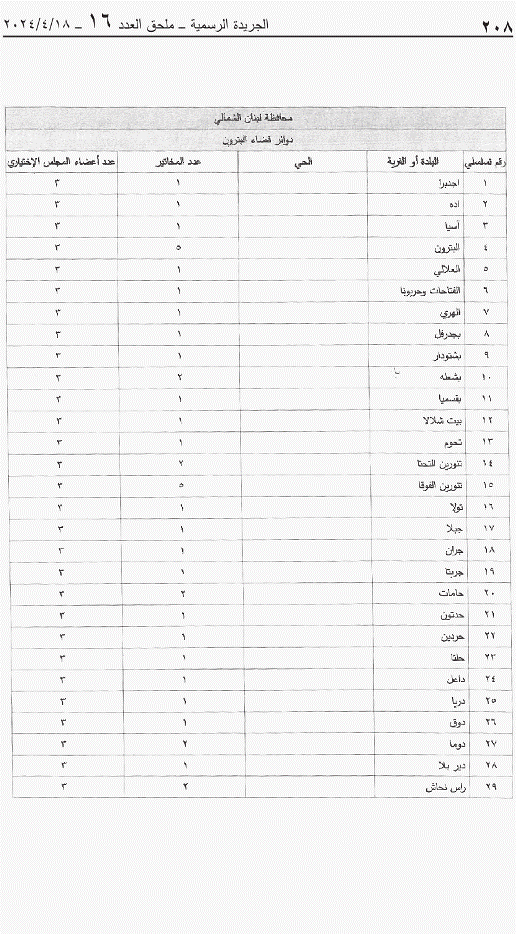 ٢٠٨ الجريدة الرسمية – ملحق العدد ١٦ – ٢٠٢٤/٤/١٨
محافظة لبنان الشمالي
دوائر قضاء البترون
رقم تسلسلي البلدة أو القرية الحي عدد المخاتير عدد أعضاء المجلس الإختياري
١ اجدبرا ١ ٣
٢ اده ١ ٣
٣ آسيا ١ ٣
٤ البترون ٥ ٣
٥ العلالي ١ ٣
٦ الفتاحات وحربونا ١ ٣
٧ الهري ١ ٣
٨ بجدرفل ١ ٣
٩ بشتودار ١ ٣
١٠ بشعله ٢ ٣
١١ بقسميا ١ ٣
١٢ بيت شلالا ١ ٣
١٣ تحوم ١ ٣
١٤ تنورين التحتا ٢ ٣
١٥ تنورين الفوقا ٥ ٣
١٦ تولا ١ ٣
١٧ جبلا ١ ٣
١٨ جران ١ ٣
١٩ جربتا ١ ٣
٢٠ حامات ٢ ٣
٢١ حدتون ١ ٣
٢٢ حردين ١ ٣
٢٣ حلتا ١ ٣
٢٤ داعل ١ ٣
٢٥ دريا ١ ٣
٢٦ دوق ١ ٣
٢٧ دوما ٢ ٣
٢٨ دير بلا ١ ٣
٢٩ راس نحاش ٢ ٣